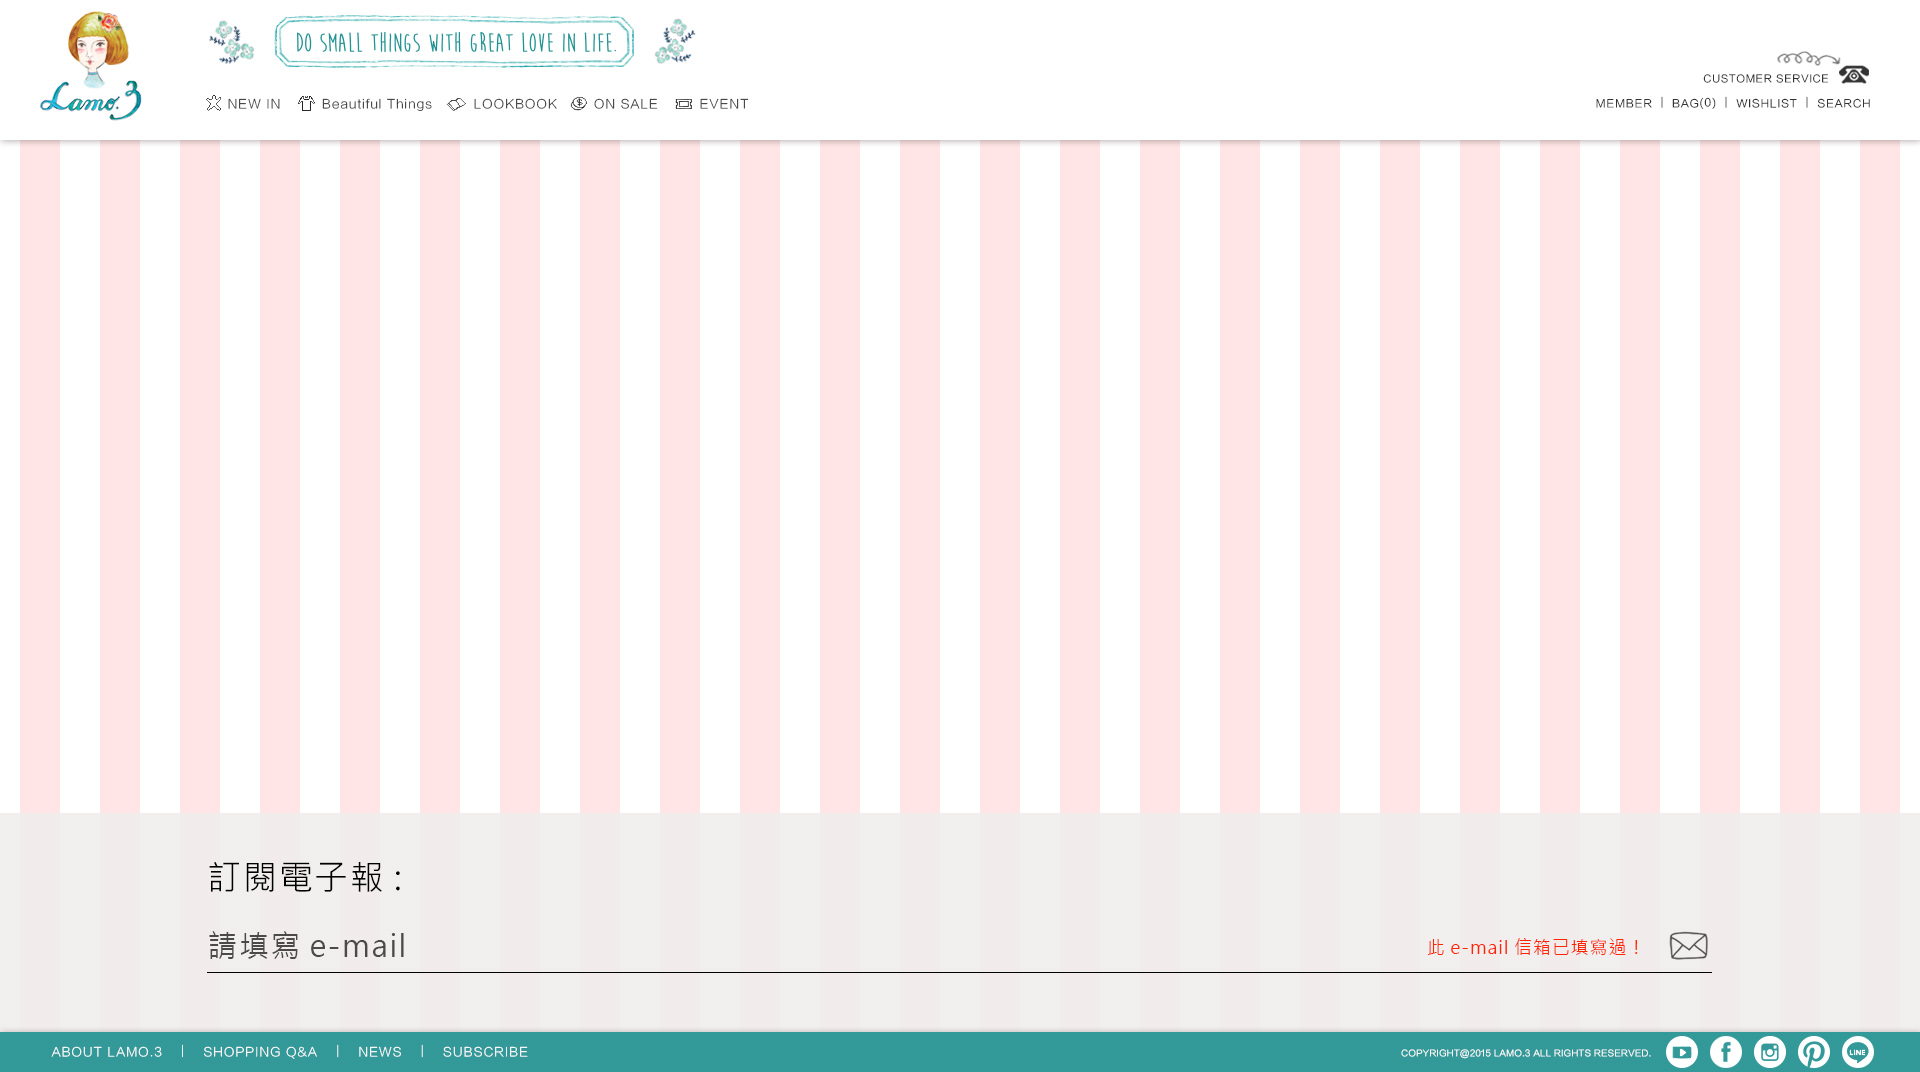 DO SMALL THINGS WITH GREAT LOVE IN LIFE.
Lamo.3
CUSTOMER SERVICE
NEW IN Beautiful Things LOOKBOOK ON SALE EVENT
MEMBER | BAG(0) | WISHLIST | SEARCH
訂閱電子報 :
請填寫 e-mail
此 e-mail 信箱已填寫過！
ABOUT LAMO.3 | SHOPPING Q&A | NEWS | SUBSCRIBE
COPYRIGHT@2015 LAMO.3 ALL RIGHTS RESERVED.
LINE